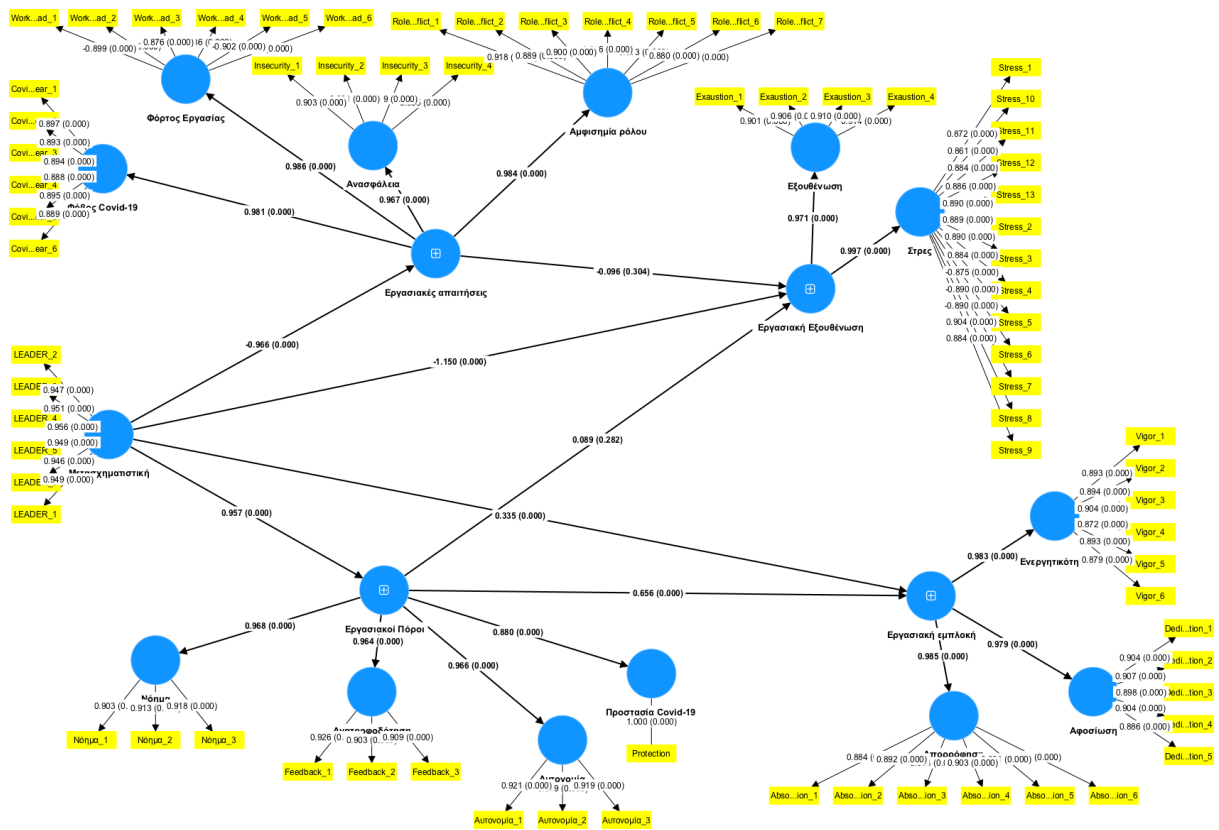 Work...ad_1
Work...ad_2
Work...ad_3
Work...ad_4
Work...ad_5
Work...ad_6
-0.899 (0.000)
0.876 (0.000)
-0.902 (0.000)
Φόρτος Εργασίας
Role...flict_1
Role...flict_2
Role...flict_3
Role...flict_4
Role...flict_5
Role...flict_6
Role...flict_7
0.918
0.889
0.900 (0.000)
0.880 (0.000)
Αμφισημία ρόλου
Insecurity_1
Insecurity_2
Insecurity_3
Insecurity_4
0.903 (0.000)
Ανασφάλεια
Exaustion_1
Exaustion_2
Exaustion_3
Exaustion_4
0.901
0.906
0.910 (0.000)
Εξουθένωση
Covi...ear_1
Covi...ear_3
Covi...ear_4
Covi...ear_6
0.897 (0.000)
0.893 (0.000)
0.894 (0.000)
0.888 (0.000)
0.895 (0.000)
0.889 (0.000)
Φόβος Covid-19
Stress_1
Stress_10
Stress_11
Stress_12
Stress_13
Stress_2
Stress_3
Stress_4
Stress_5
Stress_6
Stress_7
Stress_8
Stress_9
0.872 (0.000)
0.861 (0.000)
0.884 (0.000)
0.886 (0.000)
0.890 (0.000)
0.889 (0.000)
0.890 (0.000)
0.884 (0.000)
-0.875 (0.000)
-0.890 (0.000)
-0.890 (0.000)
0.904 (0.000)
0.884 (0.000)
Στρες
0.986 (0.000)
0.967 (0.000)
0.984 (0.000)
0.981 (0.000)
0.971 (0.000)
0.997 (0.000)
Εργασιακές απαιτήσεις
-0.096 (0.304)
Εργασιακή Εξουθένωση
-0.966 (0.000)
-1.150 (0.000)
0.089 (0.282)
LEADER_2
LEADER_4
LEADER_1
0.947 (0.000)
0.951 (0.000)
0.956 (0.000)
0.949 (0.000)
0.946 (0.000)
0.949 (0.000)
Μετασχηματιστική
0.957 (0.000)
0.335 (0.000)
Εργασιακοί Πόροι
0.656 (0.000)
Εργασιακή εμπλοκή
0.968 (0.000)
0.964 (0.000)
0.966 (0.000)
0.880 (0.000)
0.983 (0.000)
0.979 (0.000)
0.985 (0.000)
Vigor_1
Vigor_2
Vigor_3
Vigor_4
Vigor_5
Vigor_6
0.893 (0.000)
0.894 (0.000)
0.904 (0.000)
0.872 (0.000)
0.893 (0.000)
0.879 (0.000)
Ενεργητικότη
Dedi...tion_1
Dedi...tion_2
Dedi...tion_3
Dedi...tion_4
Dedi...tion_5
0.904 (0.000)
0.907 (0.000)
0.898 (0.000)
0.904 (0.000)
0.886 (0.000)
Αφοσίωση
Νόημα
0.903
0.913
0.918 (0.000)
Νόημα_1
Νόημα_2
Νόημα_3
Ανατροφοδότηση
0.926
0.903
0.909 (0.000)
Feedback_1
Feedback_2
Feedback_3
Αυτονομία
0.921
0.919 (0.000)
Αυτονομία_1
Αυτονομία_2
Αυτονομία_3
Προστασία Covid-19
1.000 (0.000)
Protection
Απορρόφηση
0.884
0.892
0.903
Abso...ion_1
Abso...ion_2
Abso...ion_3
Abso...ion_4
Abso...ion_5
Abso...ion_6